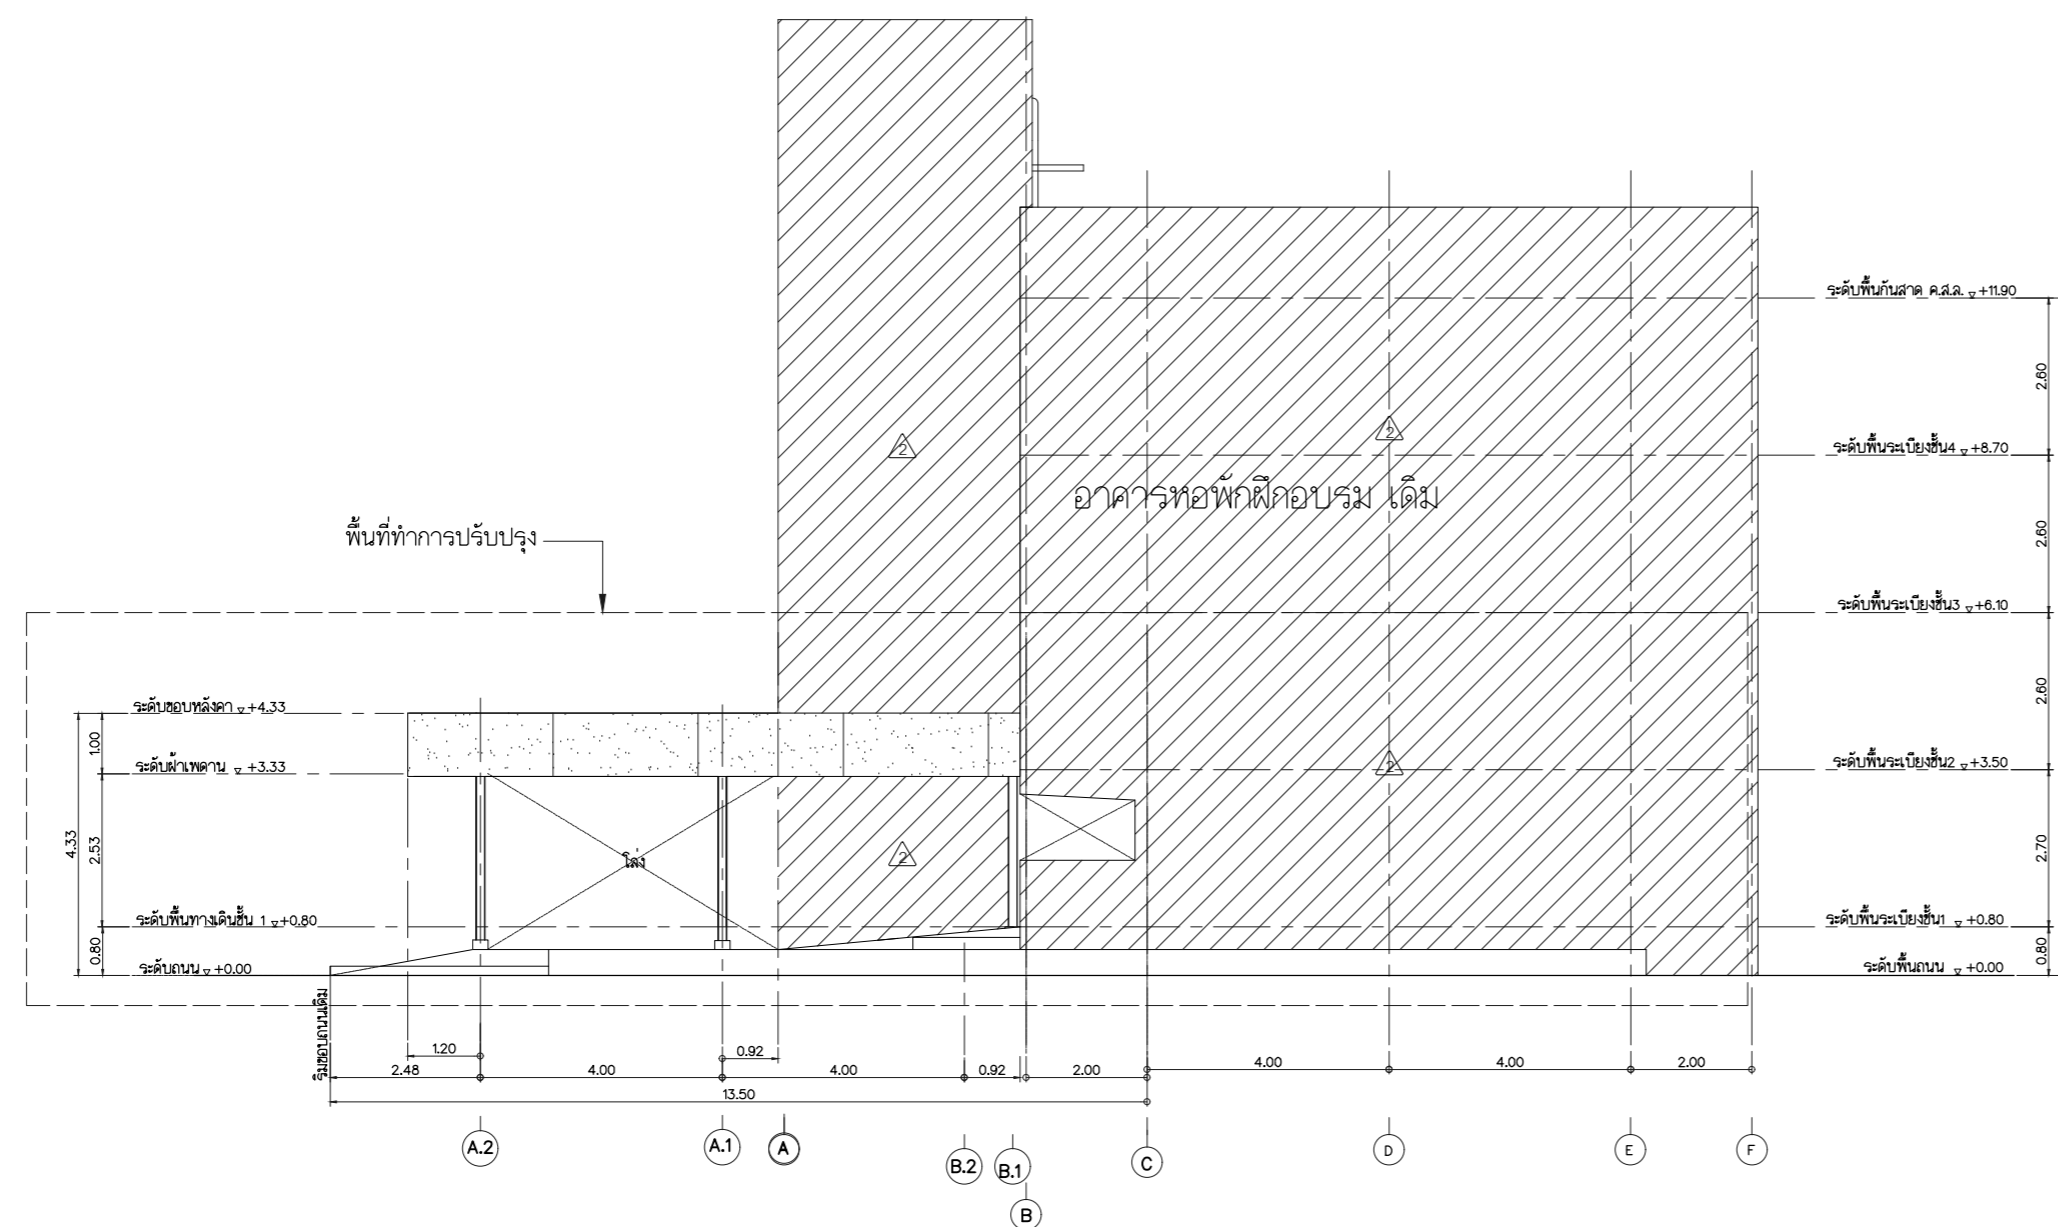 ระดับพื้นกันสาด ค.ส.ล. +11.90
2.60
2
2
ระดับพื้นระเบียงชั้น4 +8.70
อาคารหอพักฝึกอบรม เดิม
พื้นที่ทำการปรับปรุง
2.60
ระดับพื้นระเบียงชั้น3 +6.10
2.60
ระดับขอบหลังคา +4.33
1.00
ระดับฝ้าเพดาน +3.33
2
ระดับพื้นระเบียงชั้น2 +3.50
4.33
2.53
โล่ง
2
2.70
ระดับพื้นทางเดินชั้น 1 +0.80
ระดับพื้นระเบียงชั้น1 +0.80
0.80
0.80
ระดับถนน +0.00
ระดับพื้นถนน +0.00
ริมขอบถนนเดิม
1.20
0.92
2.48
4.00
4.00
0.92
2.00
4.00
4.00
2.00
13.50
A.2
A.1
A
B.2
B.1
B
C
D
E
F